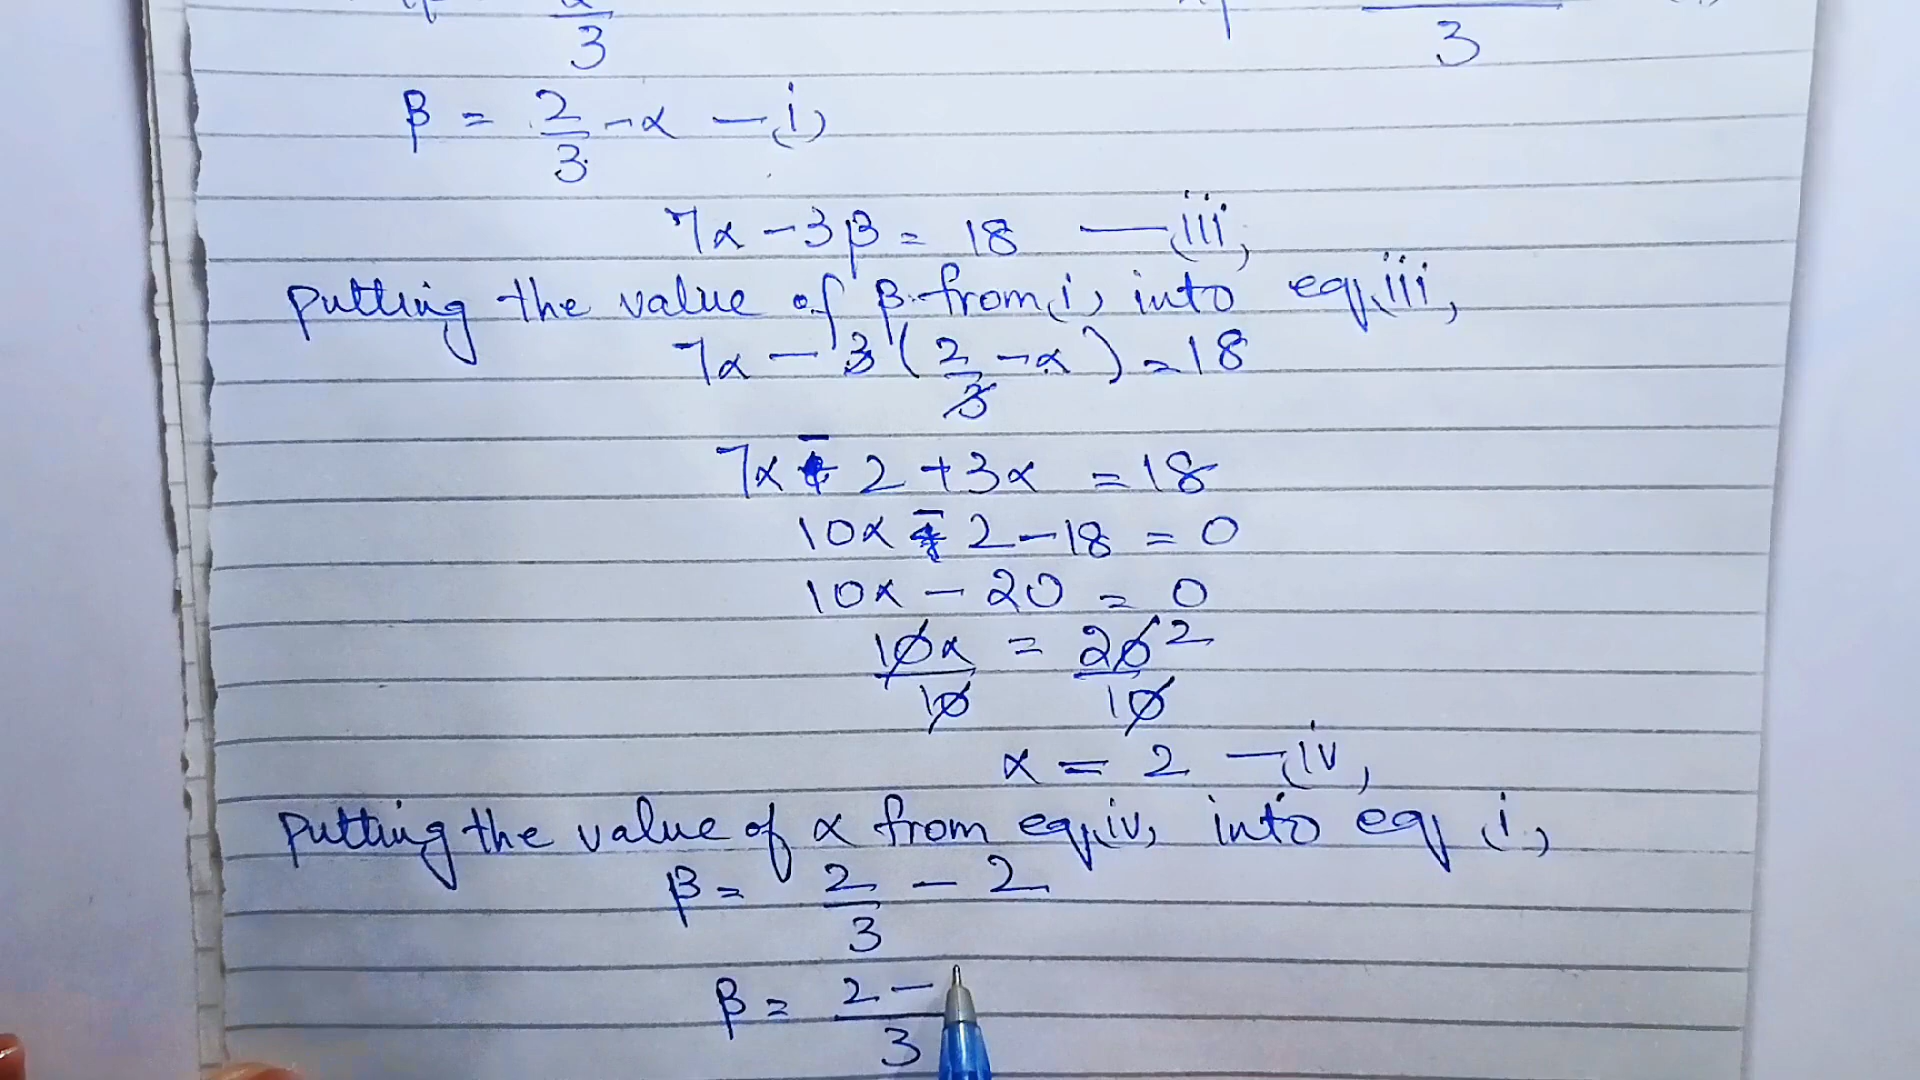 3 3
β = 2/3 - α — (i)
7α - 3β = 18 — (iii)
putting the value of β from (i) into eq (iii)
7α - 3(2/3 - α) = 18
7α - 2 + 3α = 18
10α - 2 - 18 = 0
10α - 20 = 0
10α/10 = 20/10 2
α = 2 — (iv)
putting the value of α from eq (iv) into eq (i)
β = 2/3 - 2
β = 2 -/3